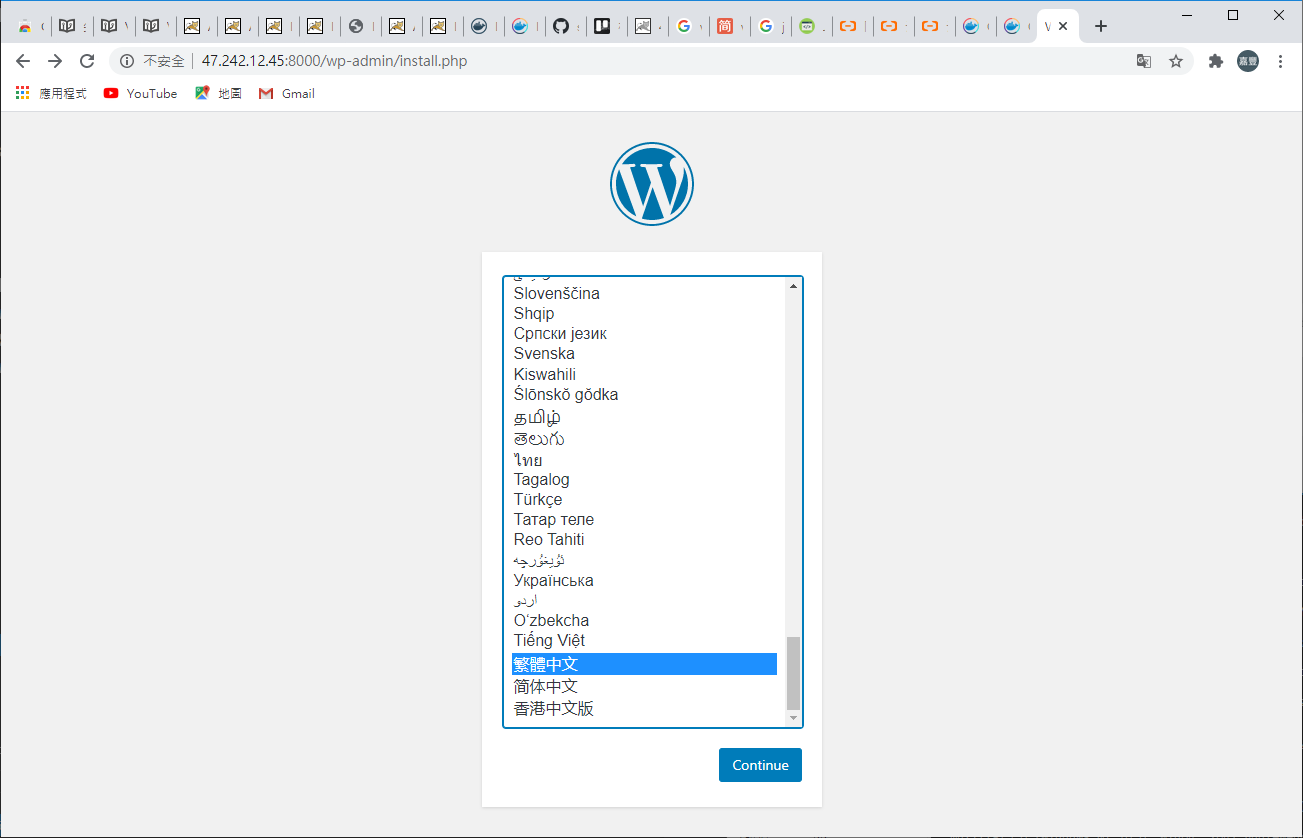 不安全 47.242.12.45:8000/wp-admin/install.php
應用程式 YouTube 地圖 Gmail
Slovenščina
Shqip
Српски језик
Svenska
Kiswahili
Ślōnskŏ gŏdka
தமிழ்
తెలుగు
ไทย
Tagalog
Türkçe
Татар теле
Reo Tahiti
ئۇيغۇرچە
Українська
اردو
O‘zbekcha
Tiếng Việt
繁體中文
简体中文
香港中文版
Continue